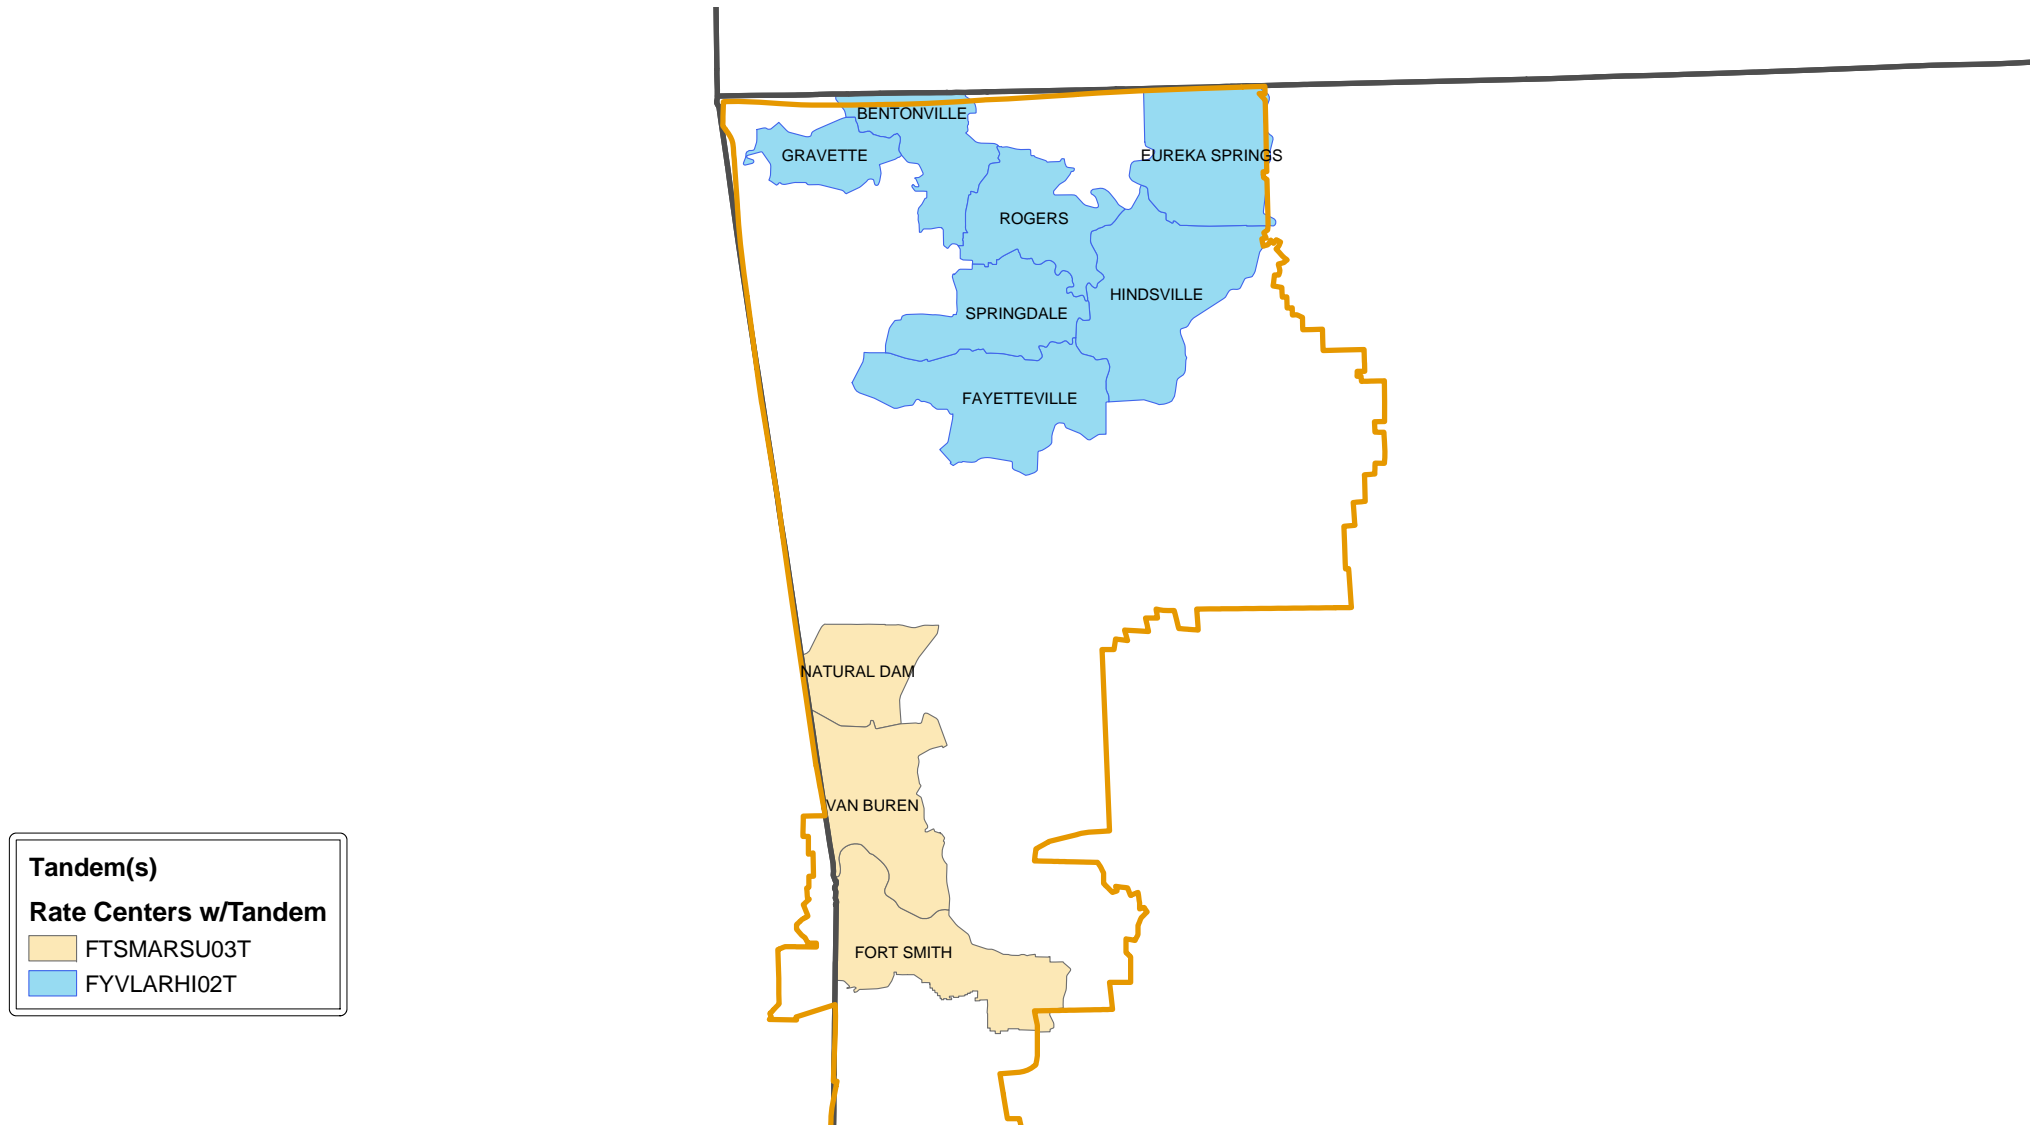 BENTONVILLE
GRAVETTE
EUREKA SPRINGS
ROGERS
HINDSVILLE
SPRINGDALE
FAYETTEVILLE
NATURAL DAM
VAN BUREN
FORT SMITH
Tandem(s)
Rate Centers w/Tandem
FTSMARSU03T
FYVLARHI02T